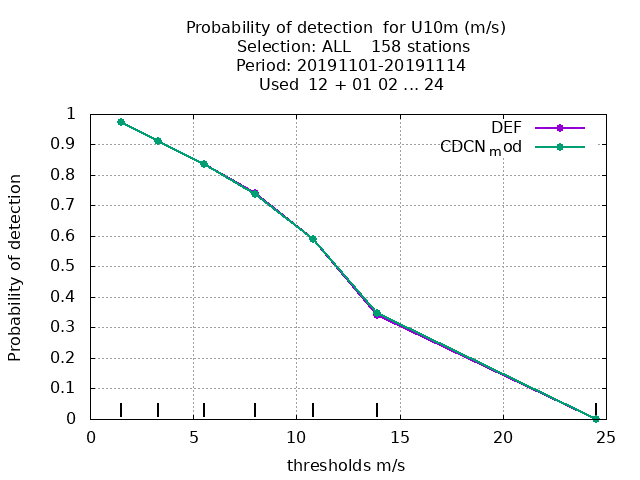 Probability of detection  for U10m (m/s)
Selection: ALL    158 stations
Period: 20191101-20191114
Used  12 + 01 02 ... 24
DEF
CDCNmod
1
0.9
0.8
0.7
0.6
0.5
0.4
0.3
0.2
0.1
0
Probability of detection
0 5 10 15 20 25
thresholds m/s